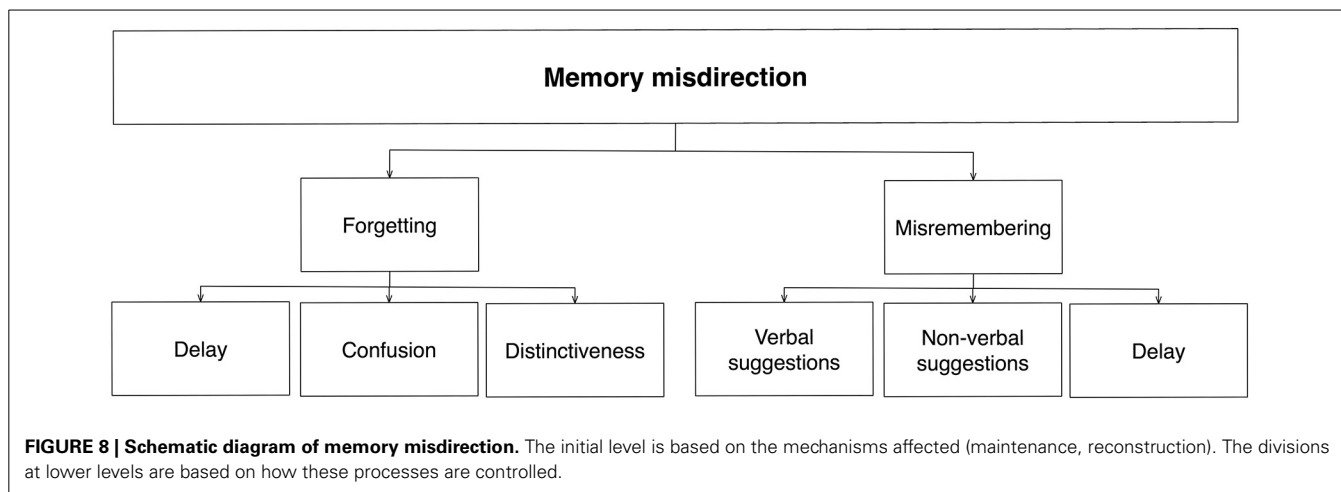 Memory misdirection
Forgetting
Misremembering
Delay
Confusion
Distinctiveness
Verbal
suggestions
Non-verbal
suggestions
Delay
FIGURE 8 | Schematic diagram of memory misdirection. The initial level is based on the mechanisms affected (maintenance, reconstruction). The divisions
at lower levels are based on how these processes are controlled.